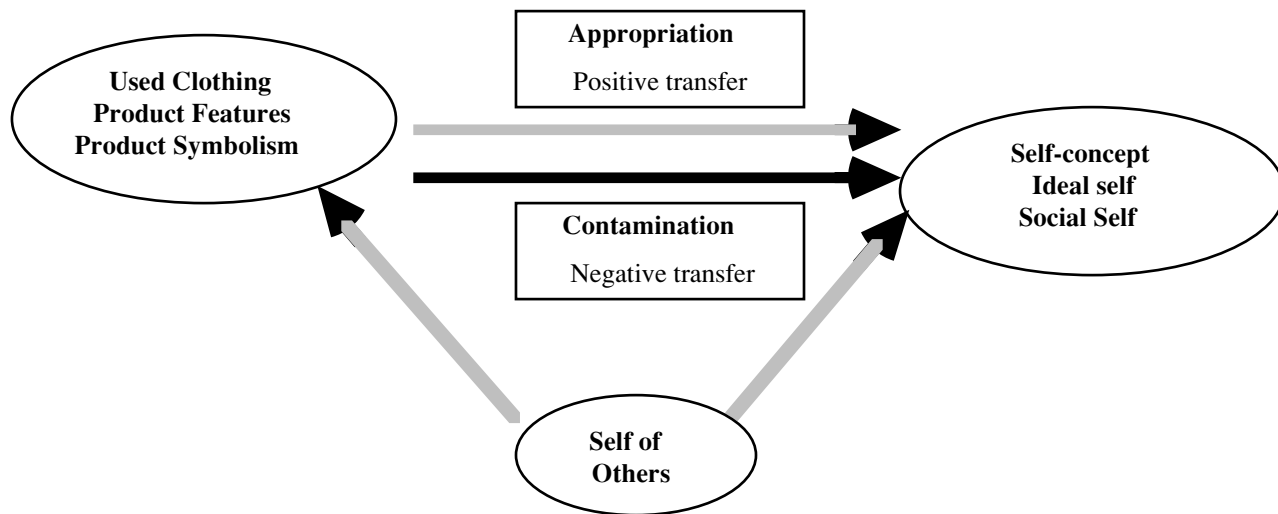 Used Clothing
Product Features
Product Symbolism
Appropriation
Positive transfer
Contamination
Negative transfer
Self-concept
Ideal self
Social Self
Self of
Others